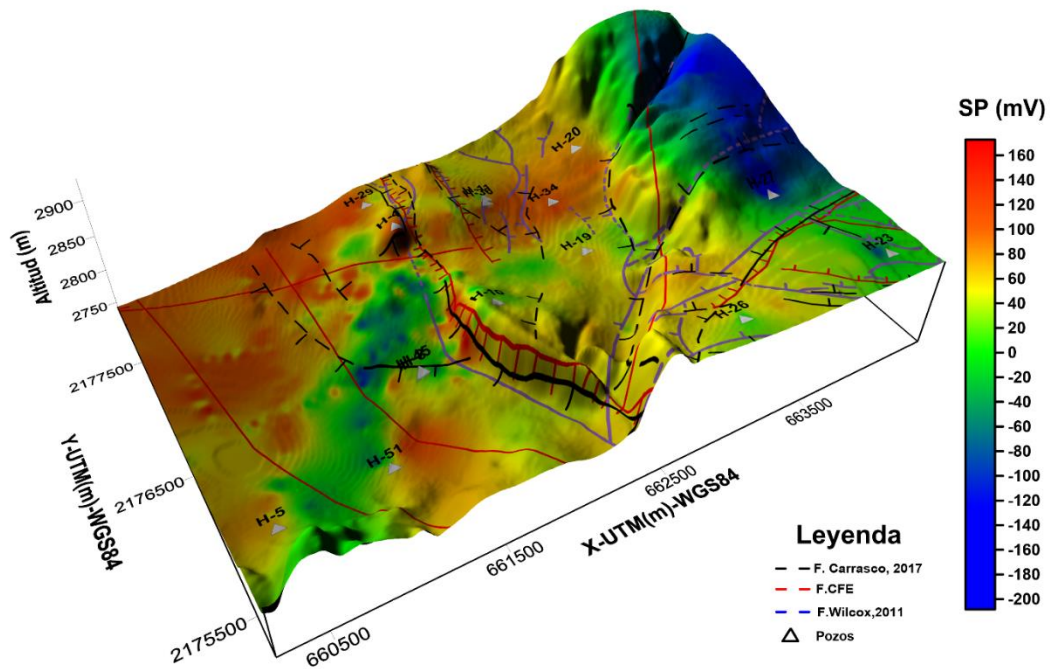 SP (mV)
160
140
120
100
80
60
40
20
0
-20
-40
-60
-80
-100
-120
-140
-160
-180
-200
Altitud (m)
2900
2850
2800
2750
H-20
H-29
H-34
H-19
H-23
H-26
H-51
H-5
2177500
2176500
2175500
Y-UTM(m)-WGS84
660500
661500
662500
663500
X-UTM(m)-WGS84
Leyenda
F. Carrasco, 2017
F.CFE
F.Wilcox,2011
Pozos